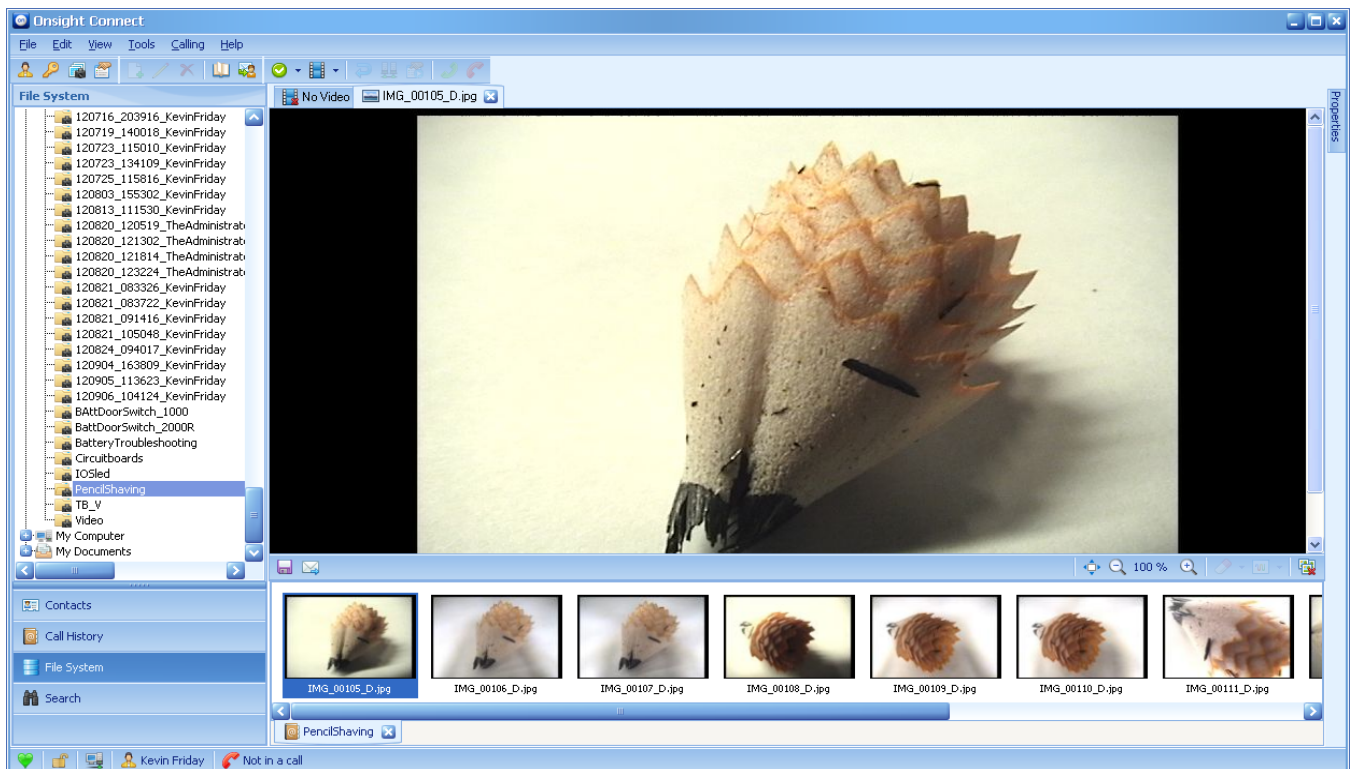 Onsight Connect
File Edit View Tools Calling Help
File System
120716_203916_KevinFriday
120719_140018_KevinFriday
120723_115010_KevinFriday
120723_134109_KevinFriday
120725_115816_KevinFriday
120803_155302_KevinFriday
120813_111530_KevinFriday
120820_120519_TheAdministrat
120820_121302_TheAdministrat
120820_121814_TheAdministrat
120820_123224_TheAdministrat
120821_083326_KevinFriday
120821_083722_KevinFriday
120821_091416_KevinFriday
120821_105048_KevinFriday
120824_094017_KevinFriday
120904_163809_KevinFriday
120905_113623_KevinFriday
120906_104124_KevinFriday
BAttDoorSwitch_1000
BattDoorSwitch_2000R
BatteryTroubleshooting
Circuitboards
IOSled
PencilShaving
TB_V
Video
My Computer
My Documents
Contacts
Call History
File System
Search
No Video IMG_00105_D.jpg
Properties
100 %
IMG_00105_D.jpg IMG_00106_D.jpg IMG_00107_D.jpg IMG_00108_D.jpg IMG_00109_D.jpg IMG_00110_D.jpg IMG_00111_D.jpg
PencilShaving
Kevin Friday Not in a call